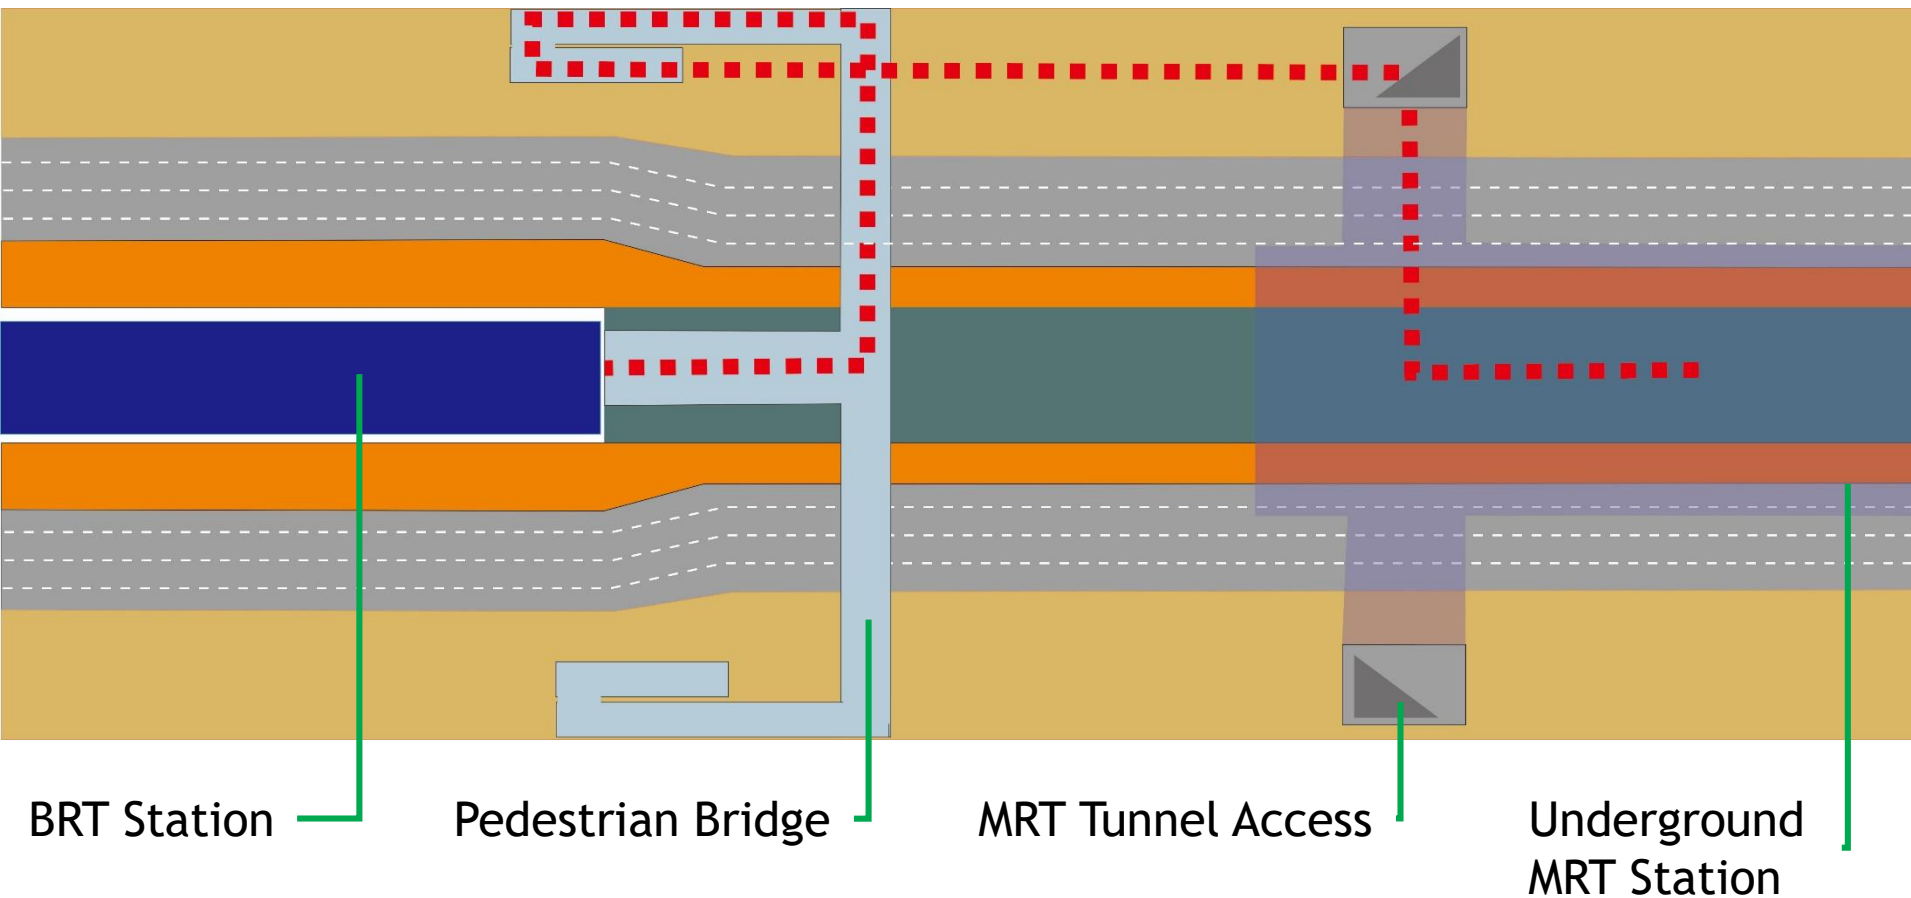 BRT Station
Pedestrian Bridge
MRT Tunnel Access
Underground
MRT Station